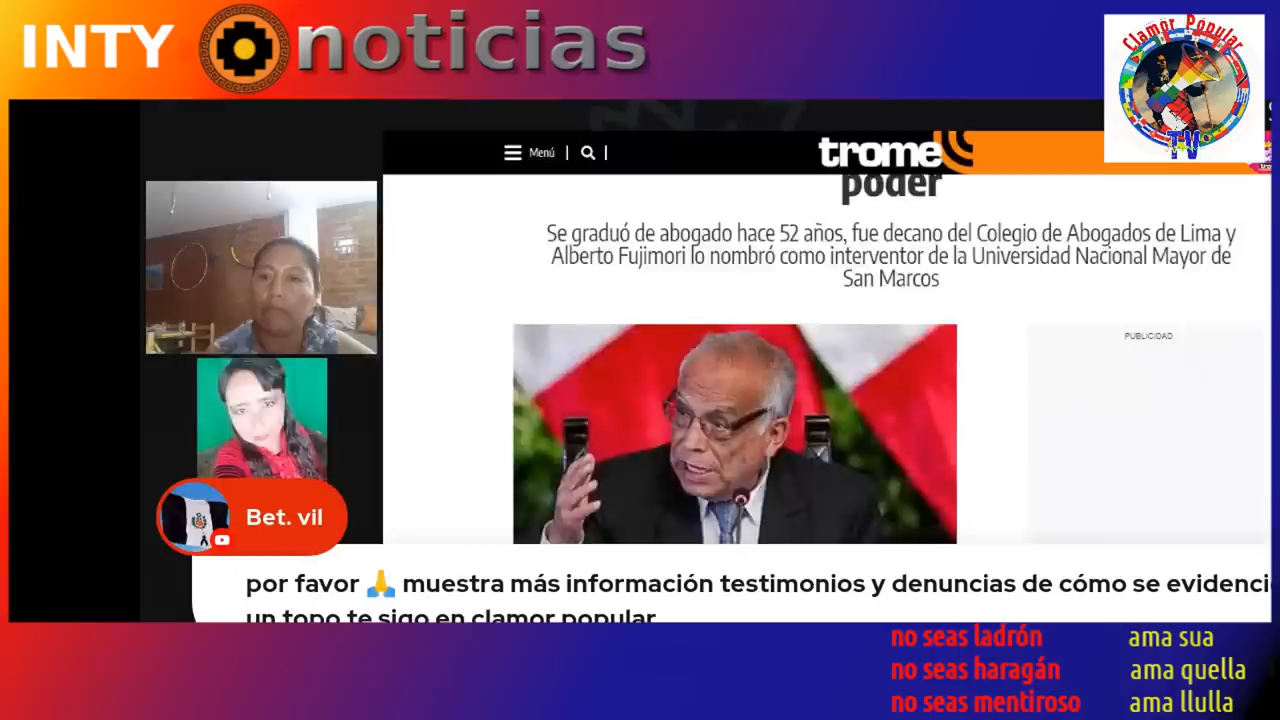 INTY noticias
Clamor Popular
TV
Menú
trome
poder
Se graduó de abogado hace 52 años, fue decano del Colegio de Abogados de Lima y
Alberto Fujimori lo nombró como interventor de la Universidad Nacional Mayor de
San Marcos
PUBLICIDAD
Bet. vil
por favor 🙏 muestra más información testimonios y denuncias de cómo se evidenci
un topo te sigo en clamor popular
no seas ladrón ama sua
no seas haragán ama quella
no seas mentiroso ama llulla